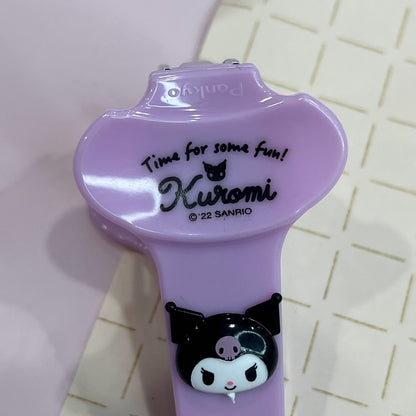 Pankyo
Time for some fun!
Kuromi
© '22 SANRIO